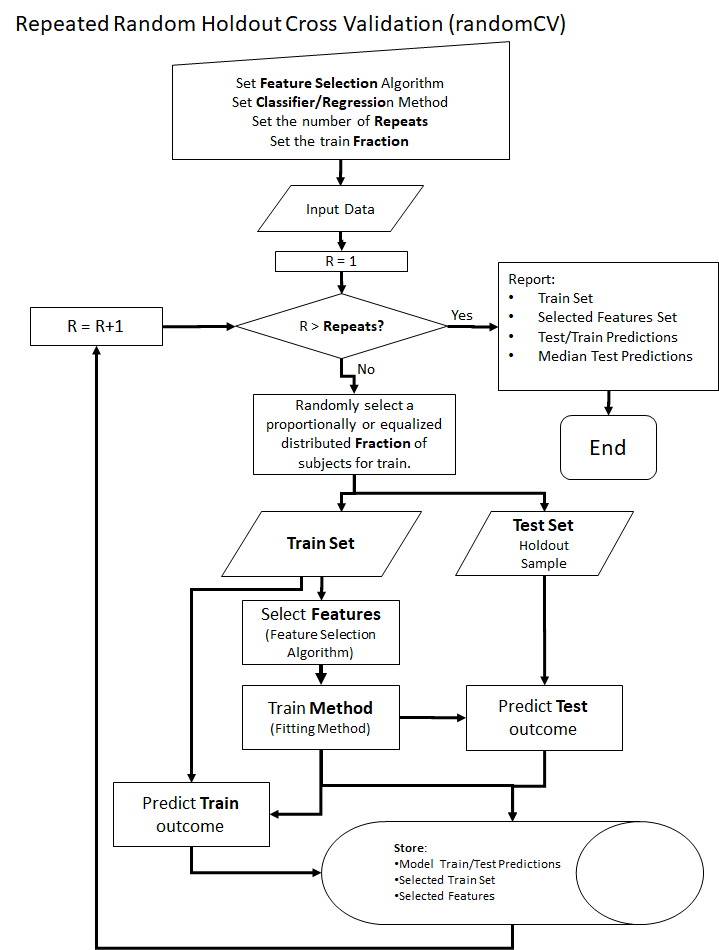 Repeated Random Holdout Cross Validation (randomCV)
Set Feature Selection Algorithm
Set Classifier/Regression Method
Set the number of Repeats
Set the train Fraction
Input Data
R = 1
R = R+1
R > Repeats?
Yes
No
Report:
• Train Set
• Selected Features Set
• Test/Train Predictions
• Median Test Predictions
End
Randomly select a
proportionally or equalized
distributed Fraction of
subjects for train.
Train Set
Test Set
Holdout
Sample
Select Features
(Feature Selection
Algorithm)
Train Method
(Fitting Method)
Predict Test
outcome
Predict Train
outcome
Store:
•Model Train/Test Predictions
•Selected Train Set
•Selected Features